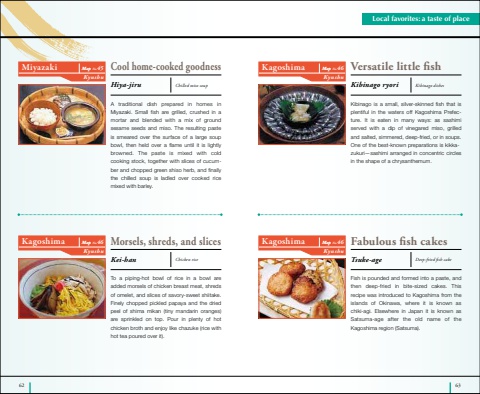 Local favorites: a taste of place
Miyazaki
Map No.45
Kyushu
Cool home-cooked goodness
Hiya-jiru
Chilled miso soup
A traditional dish prepared in homes in
Miyazaki. Small fish are grilled, crushed in a
mortar and blended with a mix of ground
sesame seeds and miso. The resulting paste
is smeared over the surface of a large soup
bowl, then held over a flame until it is lightly
browned. The paste is mixed with cold
cooking stock, together with slices of cucum-
ber and chopped green shiso herb, and finally
the chilled soup is ladled over cooked rice
mixed with barley.
Kagoshima
Map No.46
Kyushu
Versatile little fish
Kibinago ryori
Kibinago dishes
Kibinago is a small, silver-skinned fish that is
plentiful in the waters off Kagoshima Prefec-
ture. It is eaten in many ways: as sashimi
served with a dip of vinegared miso, grilled
and salted, simmered, deep-fried, or in soups.
One of the best-known preparations is kikka-
zukuri—sashimi arranged in concentric circles
in the shape of a chrysanthemum.
Kagoshima
Map No.46
Kyushu
Morsels, shreds, and slices
Kei-han
Chicken rice
To a piping-hot bowl of rice in a bowl are
added morsels of chicken breast meat, shreds
of omelet, and slices of savory-sweet shiitake.
Finely chopped pickled papaya and the dried
peel of shima mikan (tiny mandarin oranges)
are sprinkled on top. Pour in plenty of hot
chicken broth and enjoy like chazuke (rice with
hot tea poured over it).
Kagoshima
Map No.46
Kyushu
Fabulous fish cakes
Tsuke-age
Deep-fried fish cake
Fish is pounded and formed into a paste, and
then deep-fried in bite-sized cakes. This
recipe was introduced to Kagoshima from the
islands of Okinawa, where it is known as
chiki-agi. Elsewhere in Japan it is known as
Satsuma-age after the old name of the
Kagoshima region (Satsuma).
62
63